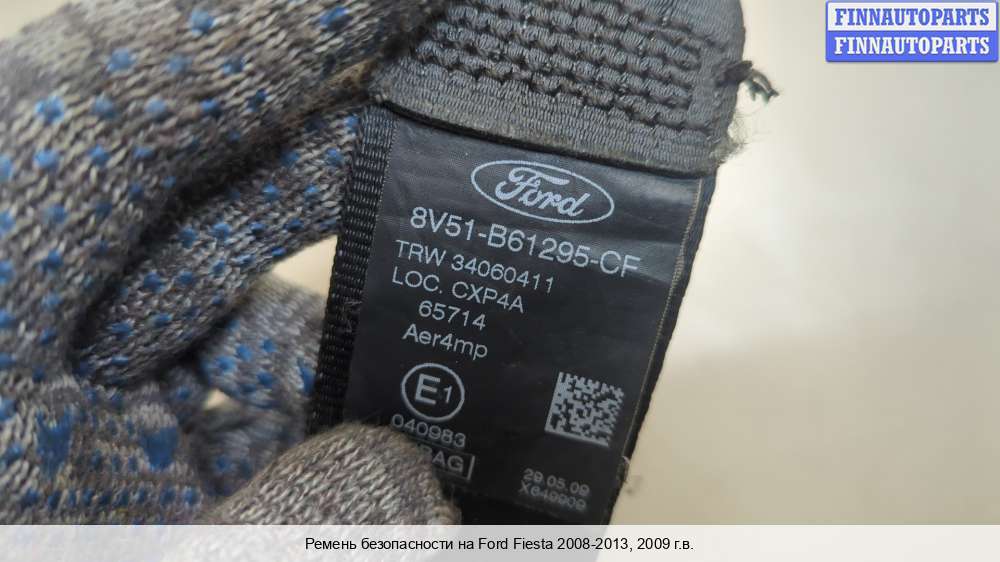 FINNAUTOPARTS
FINNAUTOPARTS
Ford
8V51-B61295-CF
TRW 34060411
LOC. CXP4A
65714
Aer4mp
E1
040983
29.05.09
X649909
Ремень безопасности на Ford Fiesta 2008-2013, 2009 г.в.